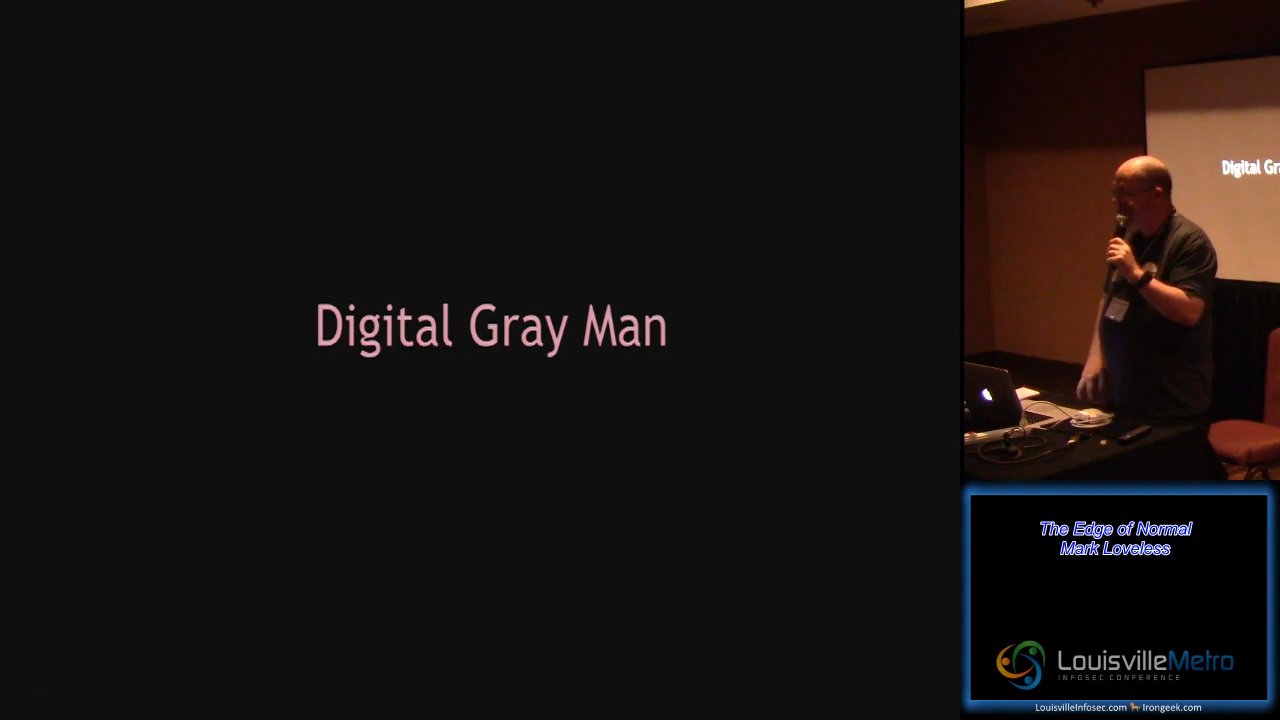 Digital Gray Man
Digital Gr
The Edge of Normal
Mark Loveless
LouisvilleMetro
INFOSEC CONFERENCE
LouisvilleInfosec.com Irongeek.com